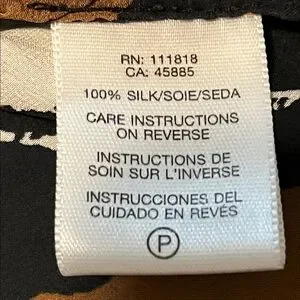 RN: 111818
CA: 45885
100% SILK/SOIE/SEDA
CARE INSTRUCTIONS
ON REVERSE
INSTRUCTIONS DE
SOIN SUR L'INVERSE
INSTRUCCIONES DEL
CUIDADO EN REVÉS
P